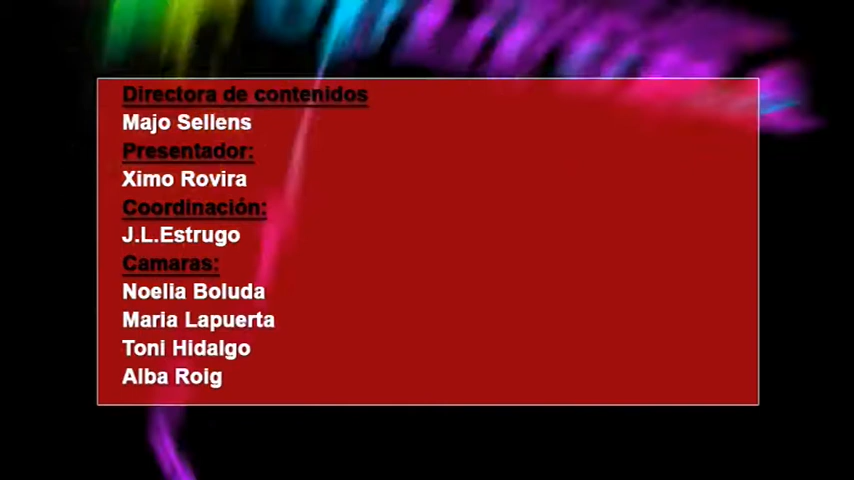 Directora de contenidos
Majo Sellens
Presentador:
Ximo Rovira
Coordinación:
J.L.Estrugo
Camaras:
Noelia Boluda
Maria Lapuerta
Toni Hidalgo
Alba Roig